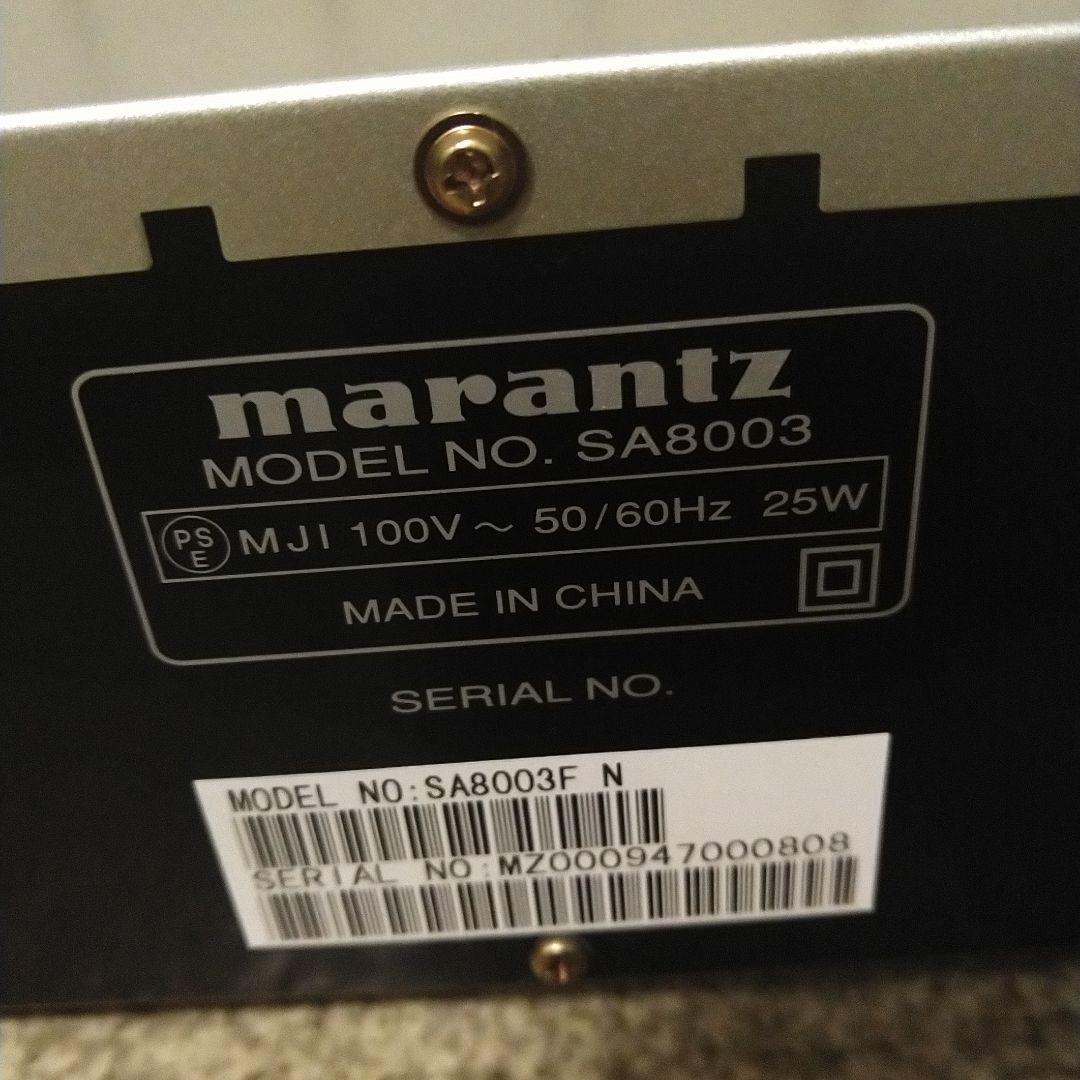 marantz
MODEL NO. SA8003
PSE MJI 100V ~ 50/60Hz 25W
MADE IN CHINA
SERIAL NO.
MODEL NO:SA8003F N
SERIAL NO:MZ000947000808